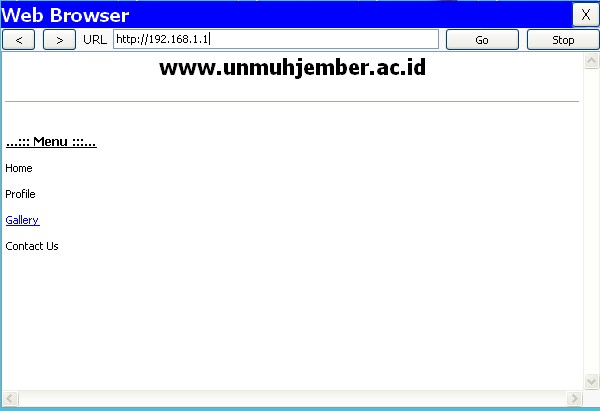 Web Browser X
< > URL http://192.168.1.1 Go Stop
www.unmuhjember.ac.id
...::: Menu :::...
Home
Profile
Gallery
Contact Us